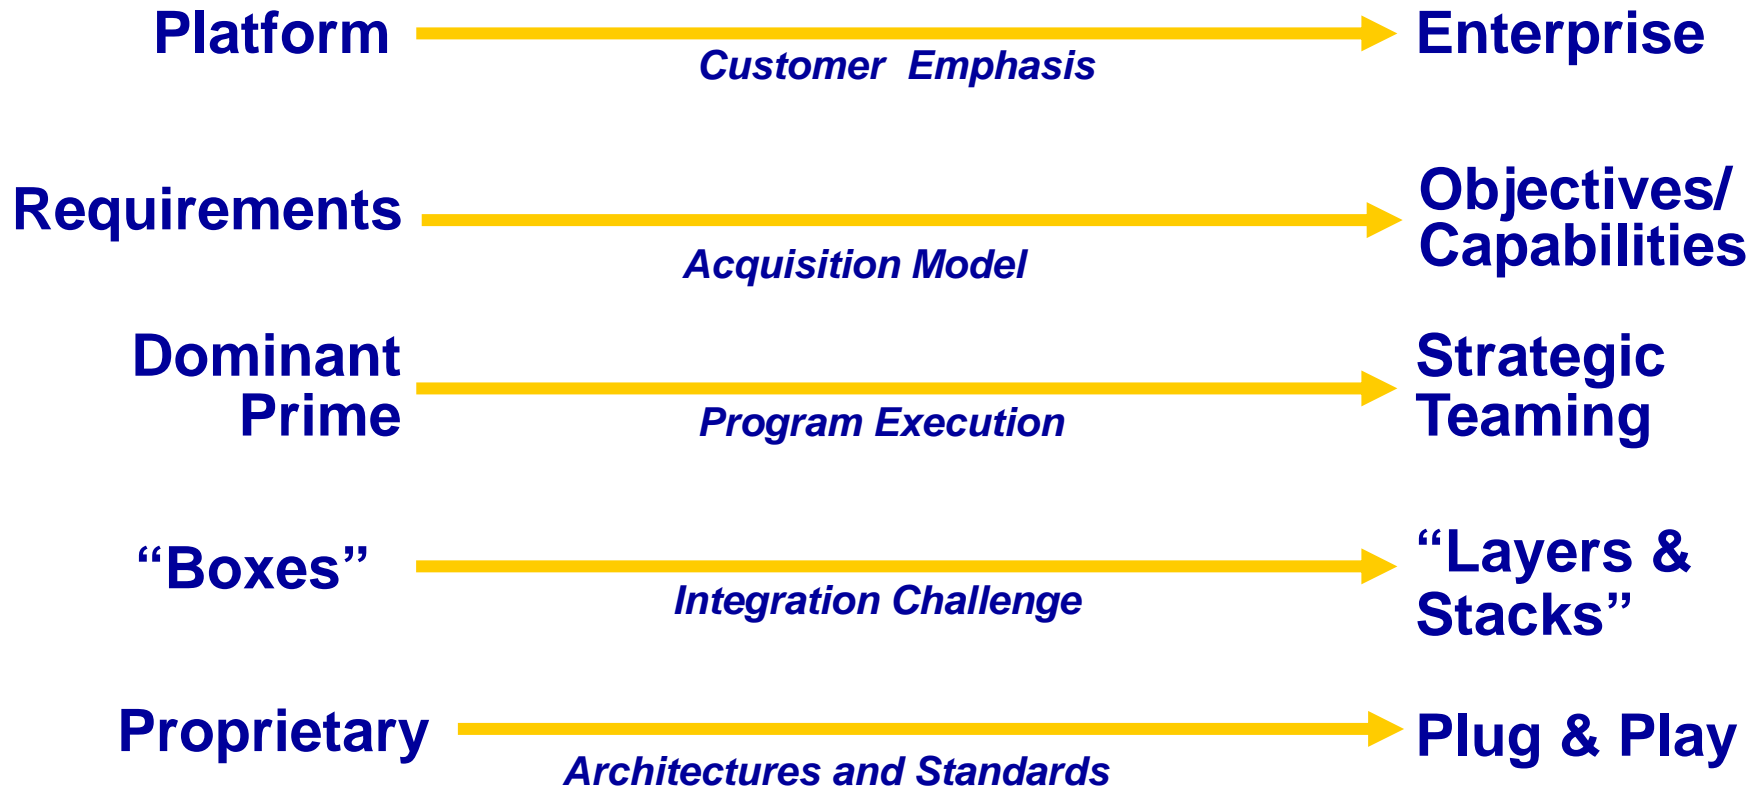 Platform
Customer Emphasis
Enterprise
Requirements
Acquisition Model
Objectives/
Capabilities
Dominant
Prime
Program Execution
Strategic
Teaming
“Boxes”
Integration Challenge
“Layers &
Stacks”
Proprietary
Architectures and Standards
Plug & Play